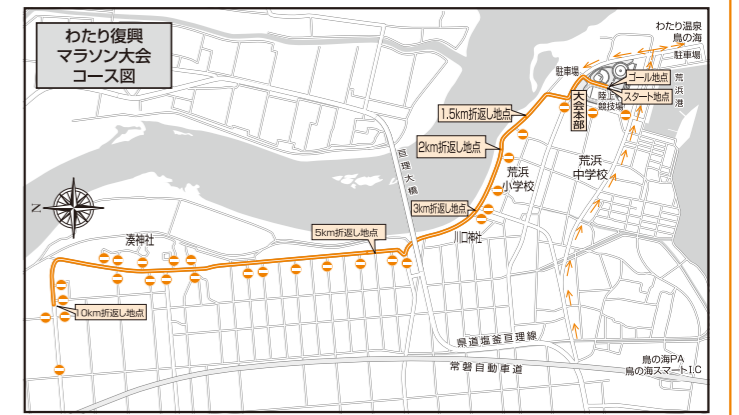 わたり復興
マラソン大会
コース図
わたり温泉
鳥の海
駐車場
駐車場
ゴール地点
スタート地点
荒浜港
陸上
競技場
大会本部
1.5km折返し地点
2km折返し地点
亘理大橋
荒浜
小学校
荒浜
中学校
3km折返し地点
川口神社
5km折返し地点
湊神社
N
10km折返し地点
県道塩釜亘理線
常磐自動車道
鳥の海PA
鳥の海スマートI.C